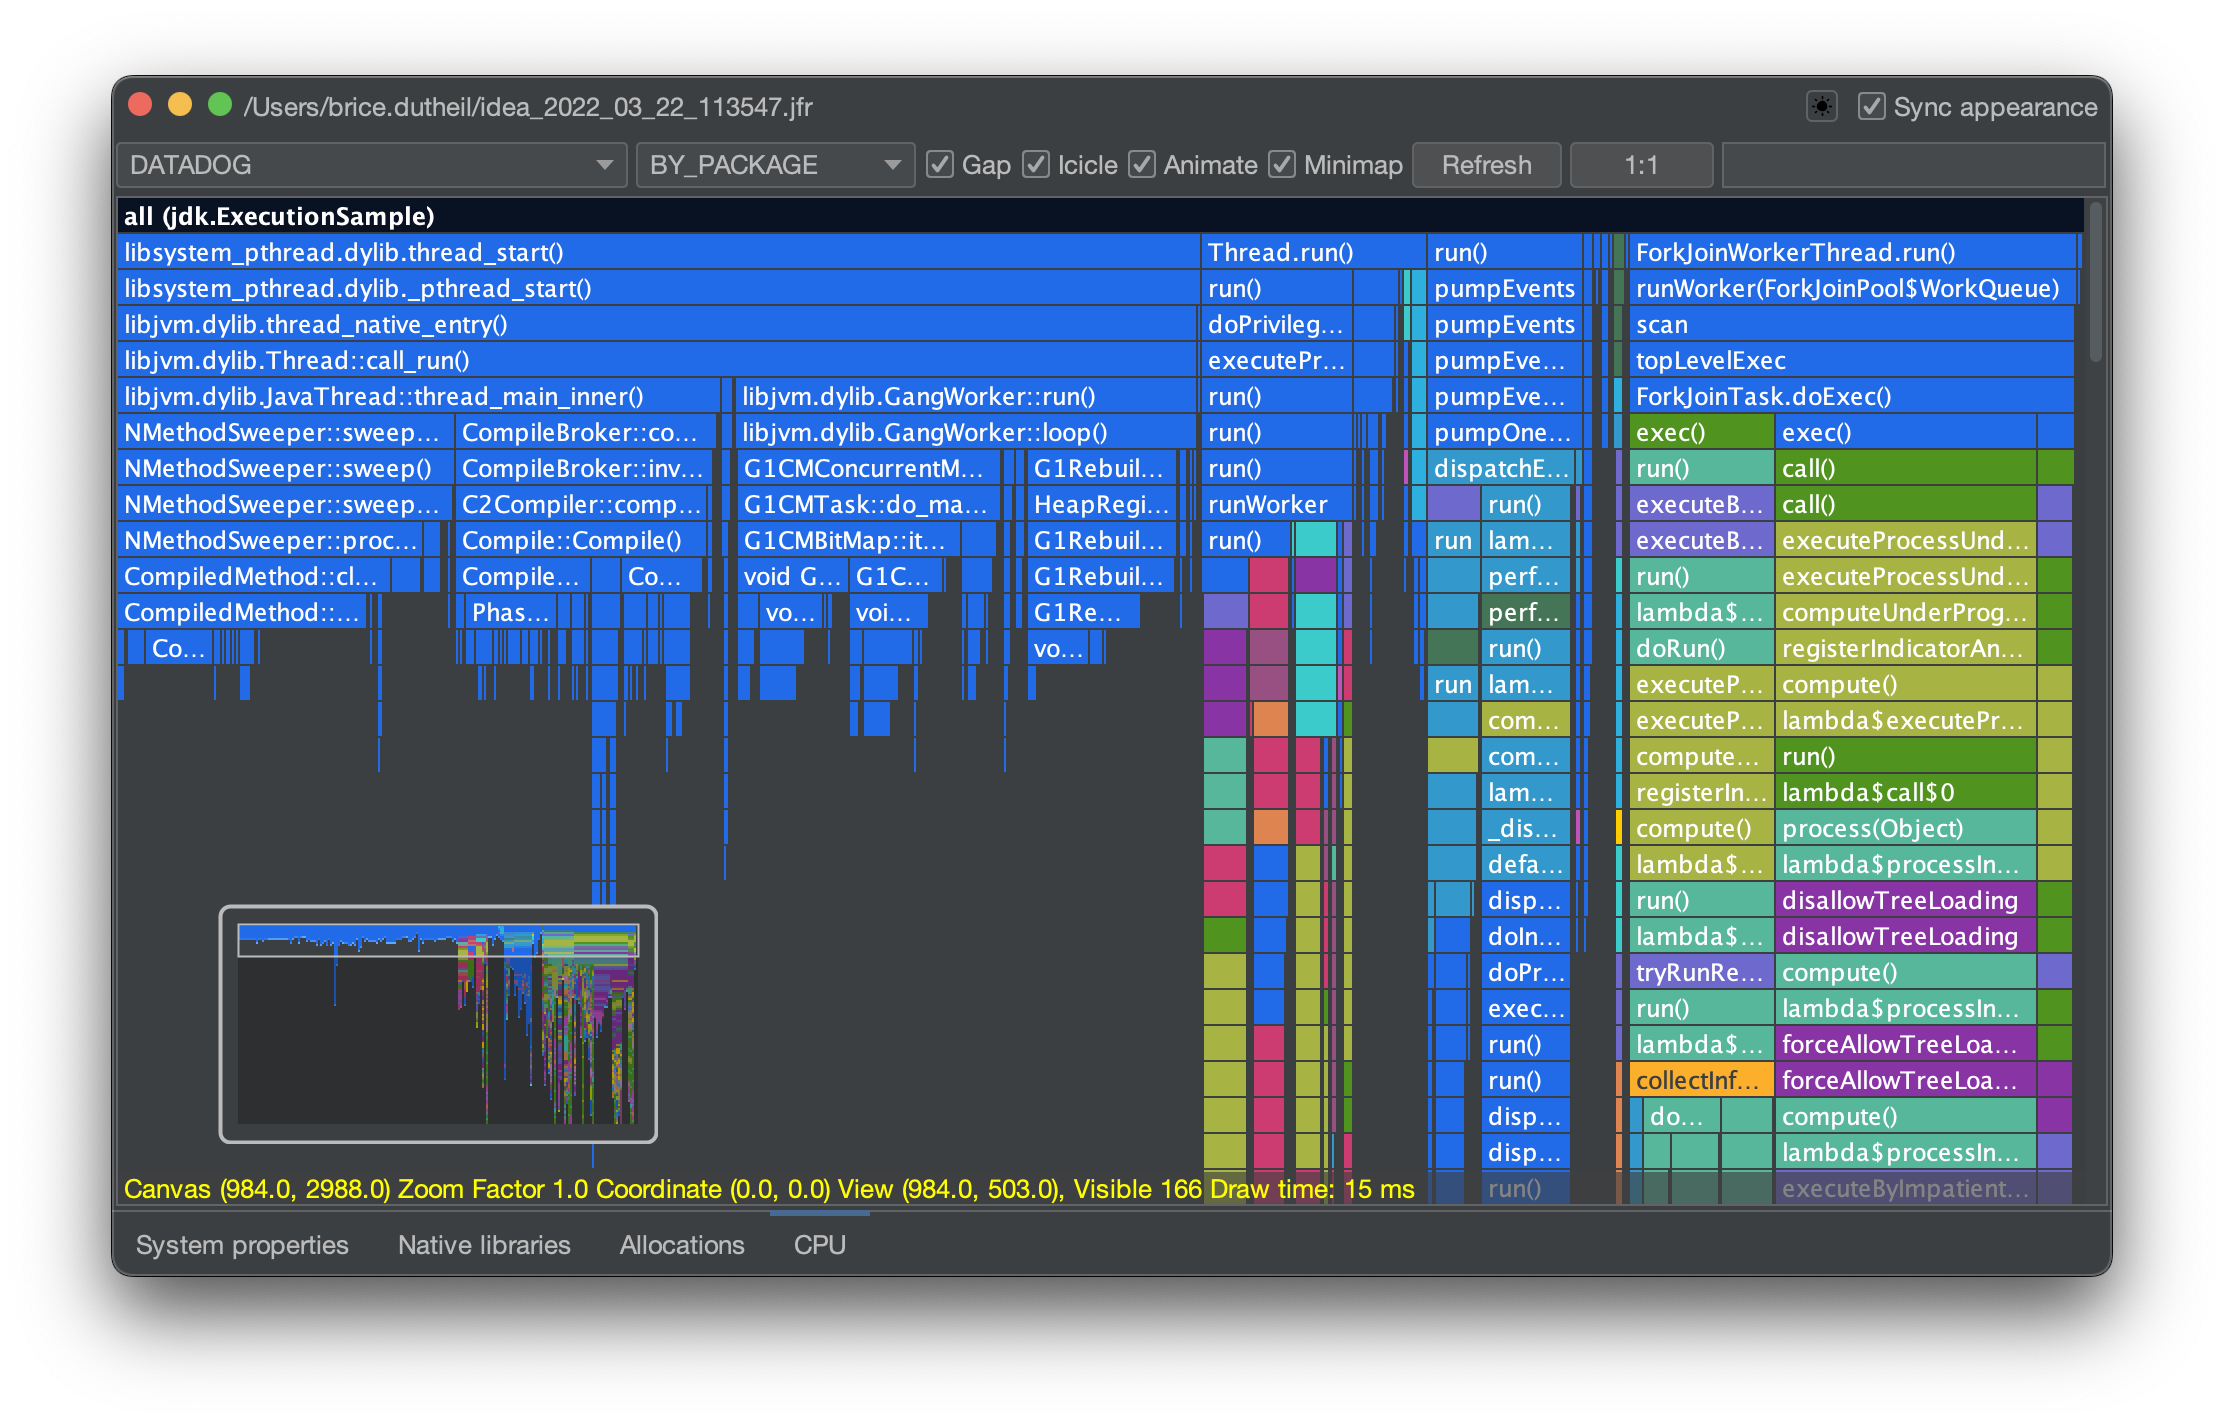 /Users/brice.dutheil/idea_2022_03_22_113547.jfr Sync appearance
DATADOG BY_PACKAGE Gap Icicle Animate Minimap Refresh 1:1
all (jdk.ExecutionSample)
libsystem_pthread.dylib.thread_start() Thread.run() run() ForkJoinWorkerThread.run()
libsystem_pthread.dylib._pthread_start() run() pumpEvents runWorker(ForkJoinPool$WorkQueue)
libjvm.dylib.thread_native_entry() doPrivileg... pumpEvents scan
libjvm.dylib.Thread::call_run() executePr... pumpEve... topLevelExec
libjvm.dylib.JavaThread::thread_main_inner() libjvm.dylib.GangWorker::run() run() pumpEve... ForkJoinTask.doExec()
NMethodSweeper::sweep... CompileBroker::co... libjvm.dylib.GangWorker::loop() run() pumpOne... exec() exec()
NMethodSweeper::sweep() CompileBroker::inv... G1CMConcurrentM... G1Rebuil... run() dispatchE... run() call()
NMethodSweeper::sweep... C2Compiler::comp... G1CMTask::do_ma... HeapRegi... runWorker run() executeB... call()
NMethodSweeper::proc... Compile::Compile() G1CMBitMap::it... G1Rebuil... run() run lam... executeB... executeProcessUnd...
CompiledMethod::cl... Compile... Co... void G... G1C... G1Rebuil... perf... run() executeProcessUnd...
CompiledMethod::... Phas... vo... voi... G1Re... perf... lambda$... computeUnderProg...
Co... vo... run() doRun() registerIndicatorAn...
run lam... executeP... compute()
com... executeP... lambda$executePr...
com... compute... run()
lam... registerIn... lambda$call$0
_dis... compute() process(Object)
defa... lambda$... lambda$processIn...
disp... run() disallowTreeLoading
doIn... lambda$... disallowTreeLoading
doPr... tryRunRe... compute()
exec... run() lambda$processIn...
run() lambda$... forceAllowTreeLoa...
run() collectInf... forceAllowTreeLoa...
disp... do... compute()
disp... lambda$processIn...
Canvas (984.0, 2988.0) Zoom Factor 1.0 Coordinate (0.0, 0.0) View (984.0, 503.0), Visible 166 Draw time: 15 ms run() executeByImpatient...
System properties Native libraries Allocations CPU